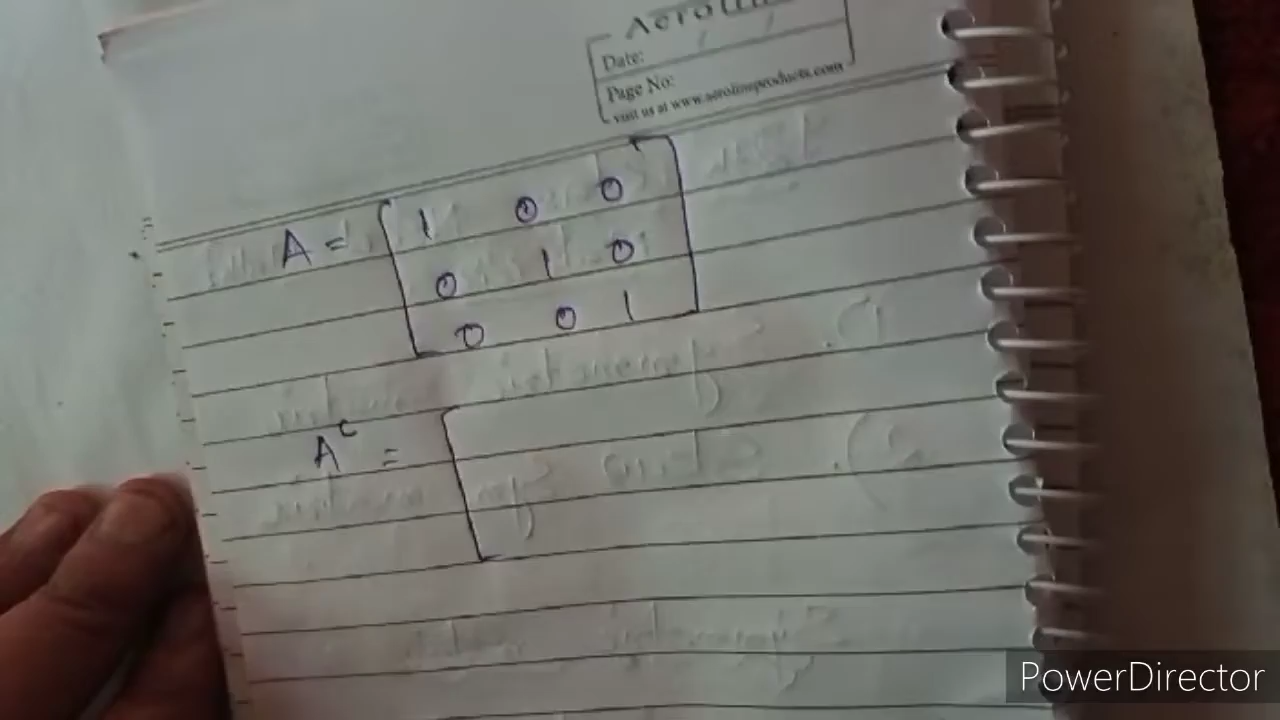 Date: / /
Page No:
visit us at www.aerolineproducts.com
A = [ 1 0 0
0 1 0
0 0 1 ]
A^c = [
PowerDirector